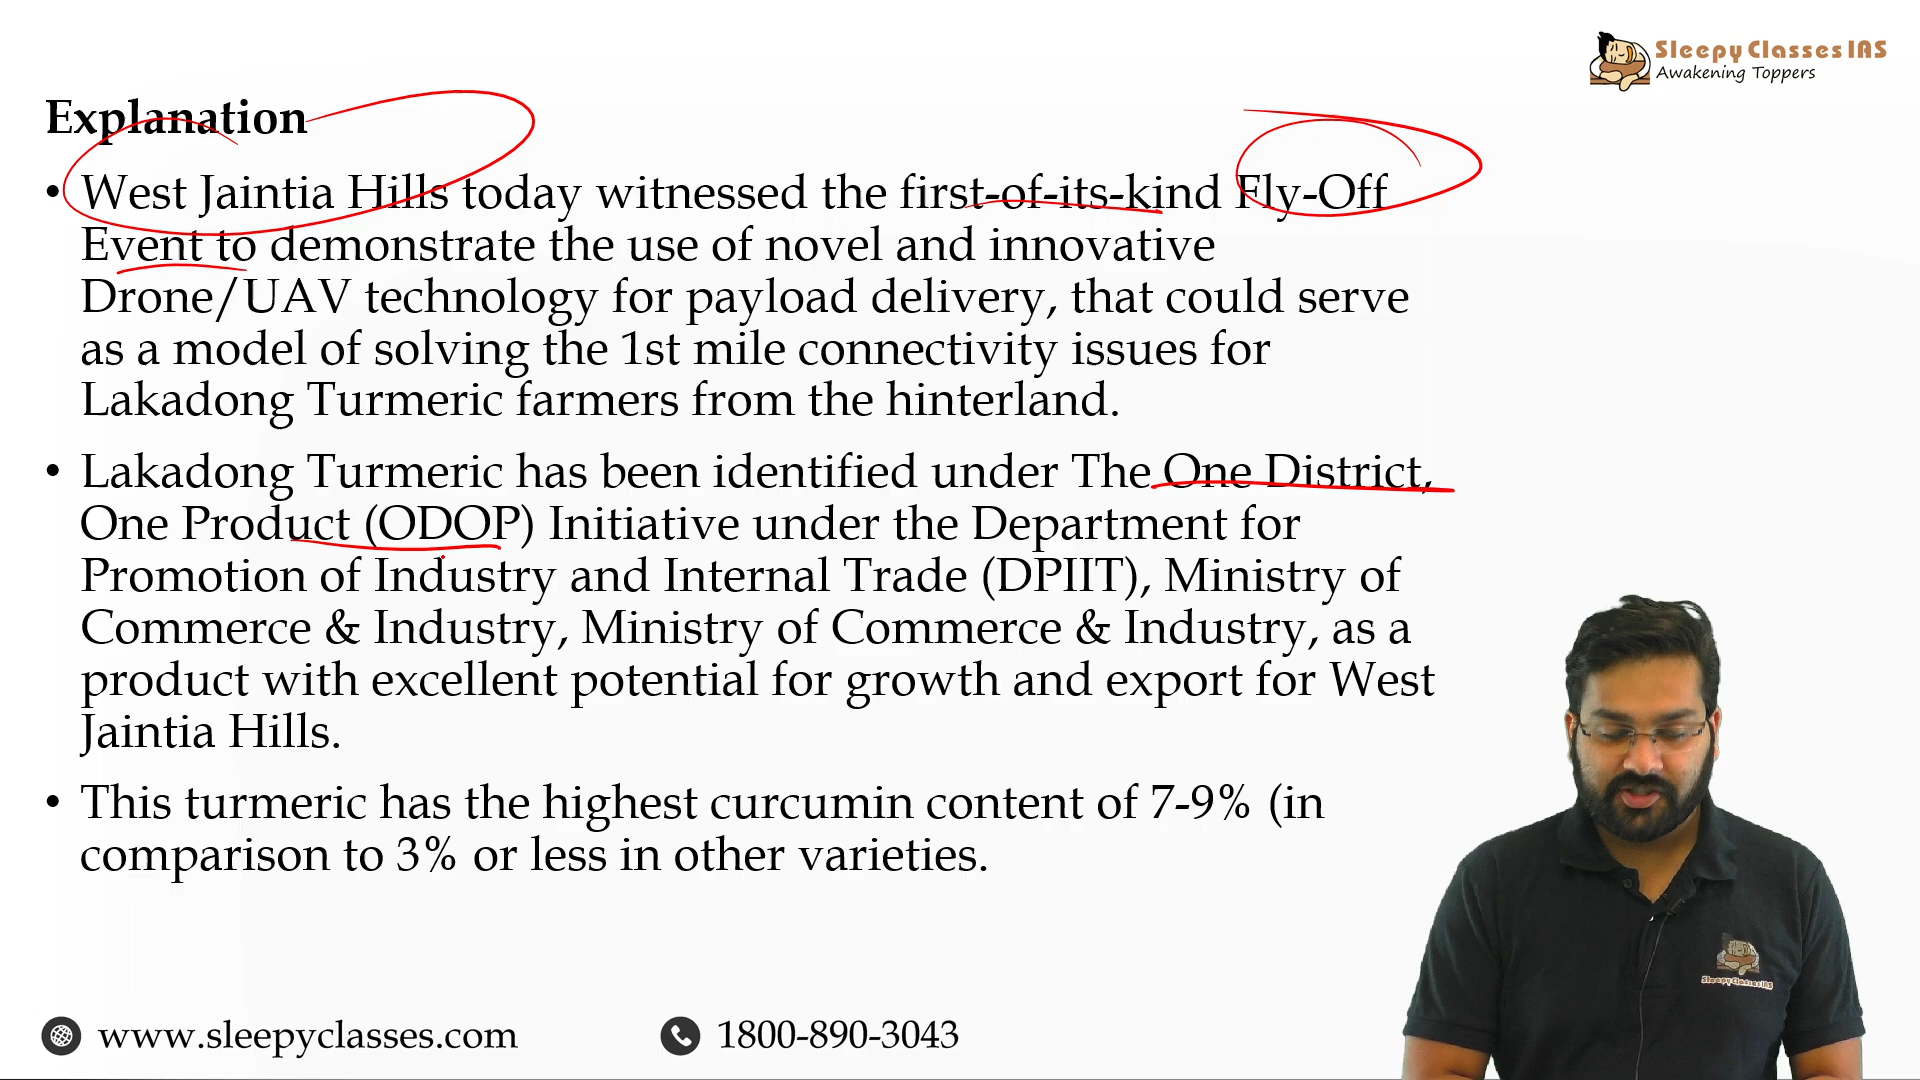 Sleepy Classes IAS
Awakening Toppers
Explanation
• West Jaintia Hills today witnessed the first-of-its-kind Fly-Off
Event to demonstrate the use of novel and innovative
Drone/UAV technology for payload delivery, that could serve
as a model of solving the 1st mile connectivity issues for
Lakadong Turmeric farmers from the hinterland.
• Lakadong Turmeric has been identified under The One District,
One Product (ODOP) Initiative under the Department for
Promotion of Industry and Internal Trade (DPIIT), Ministry of
Commerce & Industry, Ministry of Commerce & Industry, as a
product with excellent potential for growth and export for West
Jaintia Hills.
• This turmeric has the highest curcumin content of 7-9% (in
comparison to 3% or less in other varieties.
SleepyClassesIAS
www.sleepyclasses.com
1800-890-3043